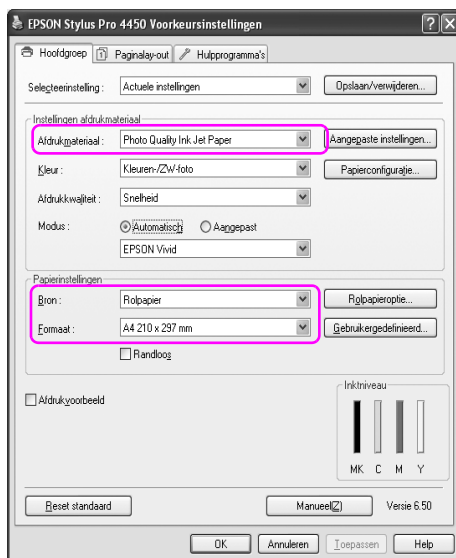 EPSON Stylus Pro 4450 Voorkeursinstellingen
Hoofdgroep Paginalay-out Hulpprogramma's
Selecteerinstelling : Actuele instellingen Opslaan/verwijderen...
Instellingen afdrukmateriaal
Afdrukmateriaal : Photo Quality Ink Jet Paper Aangepaste instellingen...
Kleur : Kleuren-/ZW-foto Papierconfiguratie...
Afdrukkwaliteit : Snelheid
Modus : Automatisch Aangepast
EPSON Vivid
Papierinstellingen
Bron : Rolpapier Rolpapieroptie...
Formaat : A4 210 x 297 mm Gebruikergedefinieerd...
Randloos
Afdrukvoorbeeld
Inktniveau
MK C M Y
Reset standaard Manueel(Z) Versie 6.50
OK Annuleren Toepassen Help